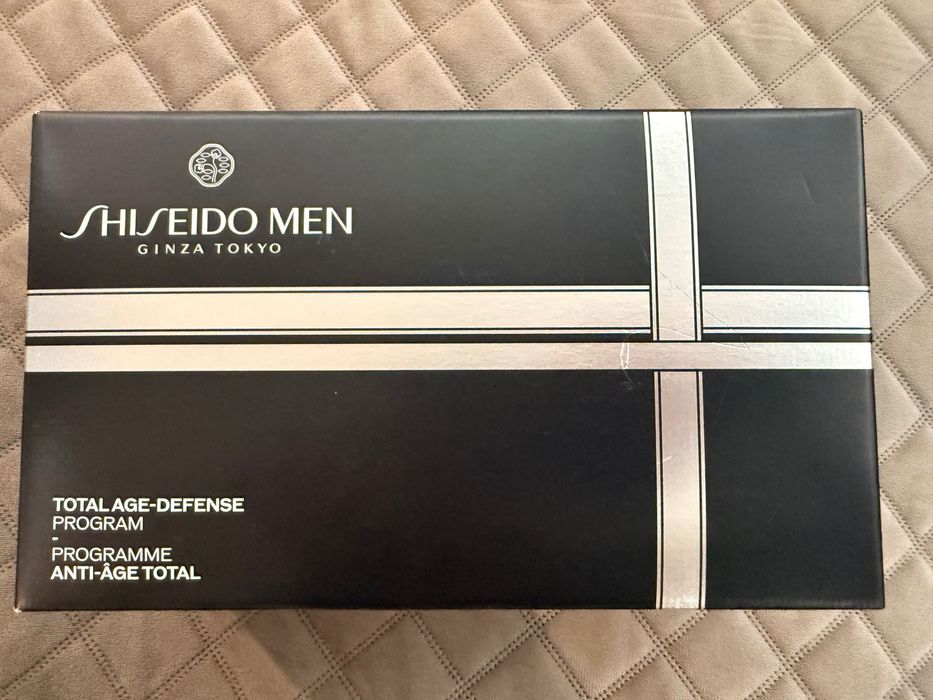 SHISEIDO MEN
GINZA TOKYO
TOTAL AGE-DEFENSE
PROGRAM
-
PROGRAMME
ANTI-ÂGE TOTAL